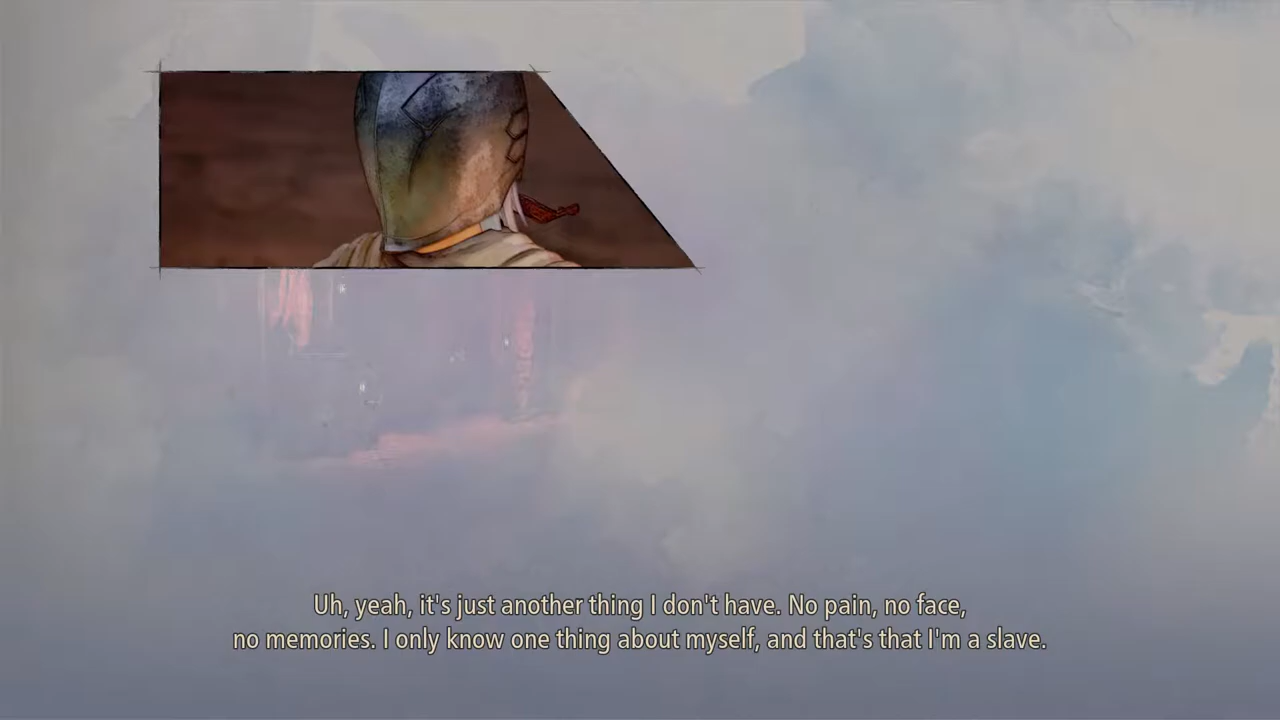 Uh, yeah, it's just another thing I don't have. No pain, no face,
no memories. I only know one thing about myself, and that's that I'm a slave.